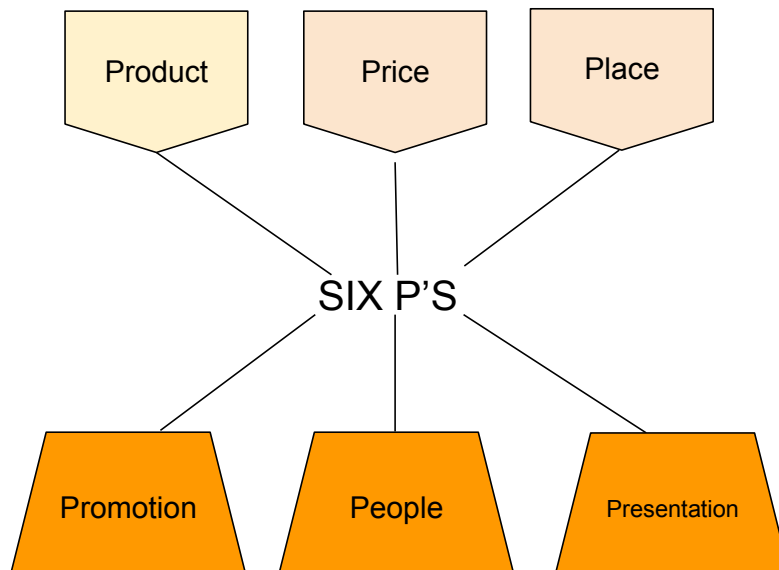 Product
Price
Place
SIX P’S
Promotion
People
Presentation